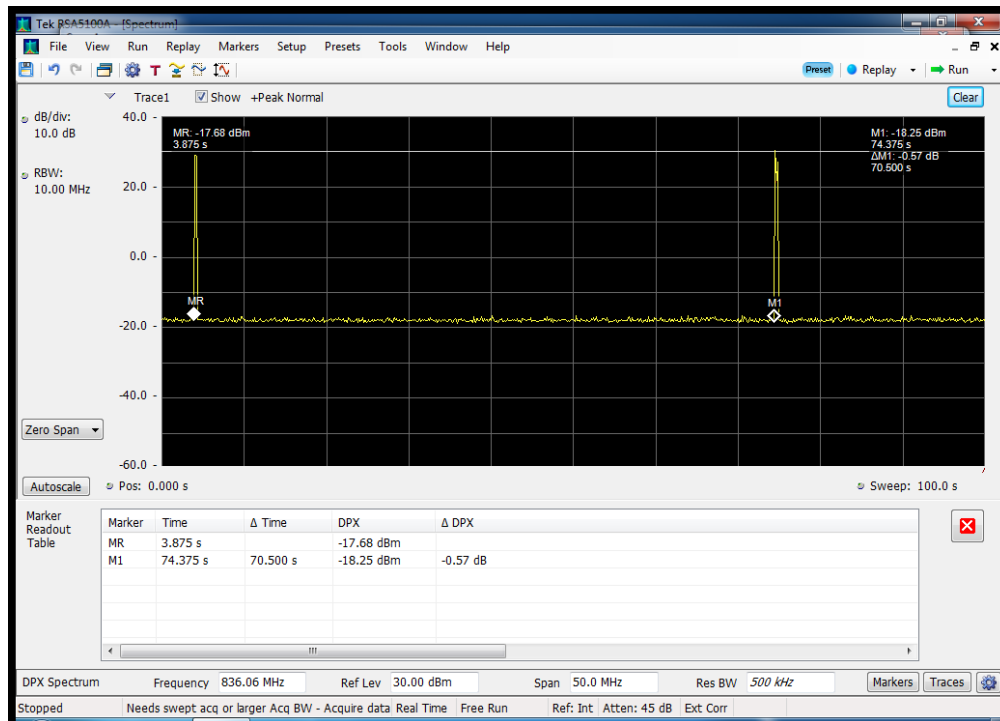 Tek RSA5100A - [Spectrum]
File View Run Replay Markers Setup Presets Tools Window Help
T
Preset Replay Run
Trace1 Show +Peak Normal Clear
dB/div:
10.0 dB
RBW:
10.00 MHz
40.0
20.0
0.0
-20.0
-40.0
-60.0
MR: -17.68 dBm
3.875 s
M1: -18.25 dBm
74.375 s
ΔM1: -0.57 dB
70.500 s
MR
M1
Zero Span
Autoscale Pos: 0.000 s Sweep: 100.0 s
Marker
Readout
Table
Marker Time Δ Time DPX Δ DPX
MR 3.875 s -17.68 dBm
M1 74.375 s 70.500 s -18.25 dBm -0.57 dB
DPX Spectrum Frequency 836.06 MHz Ref Lev 30.00 dBm Span 50.0 MHz Res BW 500 kHz Markers Traces
Stopped Needs swept acq or larger Acq BW - Acquire data Real Time Free Run Ref: Int Atten: 45 dB Ext Corr